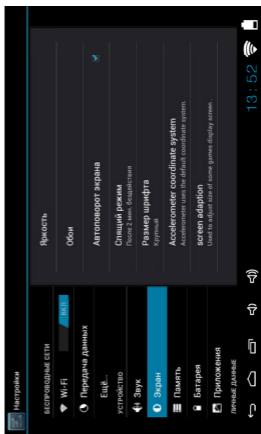 Настройки
БЕСПРОВОДНЫЕ СЕТИ
Wi-Fi
ВКЛ
Передача данных
Ещё...
УСТРОЙСТВО
Звук
Экран
Память
Батарея
Приложения
ЛИЧНЫЕ ДАННЫЕ
Яркость
Обои
Автоповорот экрана
Спящий режим
После 2 мин. бездействия
Размер шрифта
Крупный
Accelerometer coordinate system
Accelerometer uses the default coordinate system.
screen adaption
Used to adjust size of some games display screen
13:52